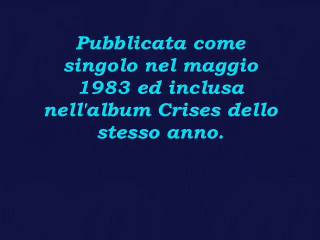 Pubblicata come
singolo nel maggio
1983 ed inclusa
nell'album Crises dello
stesso anno.